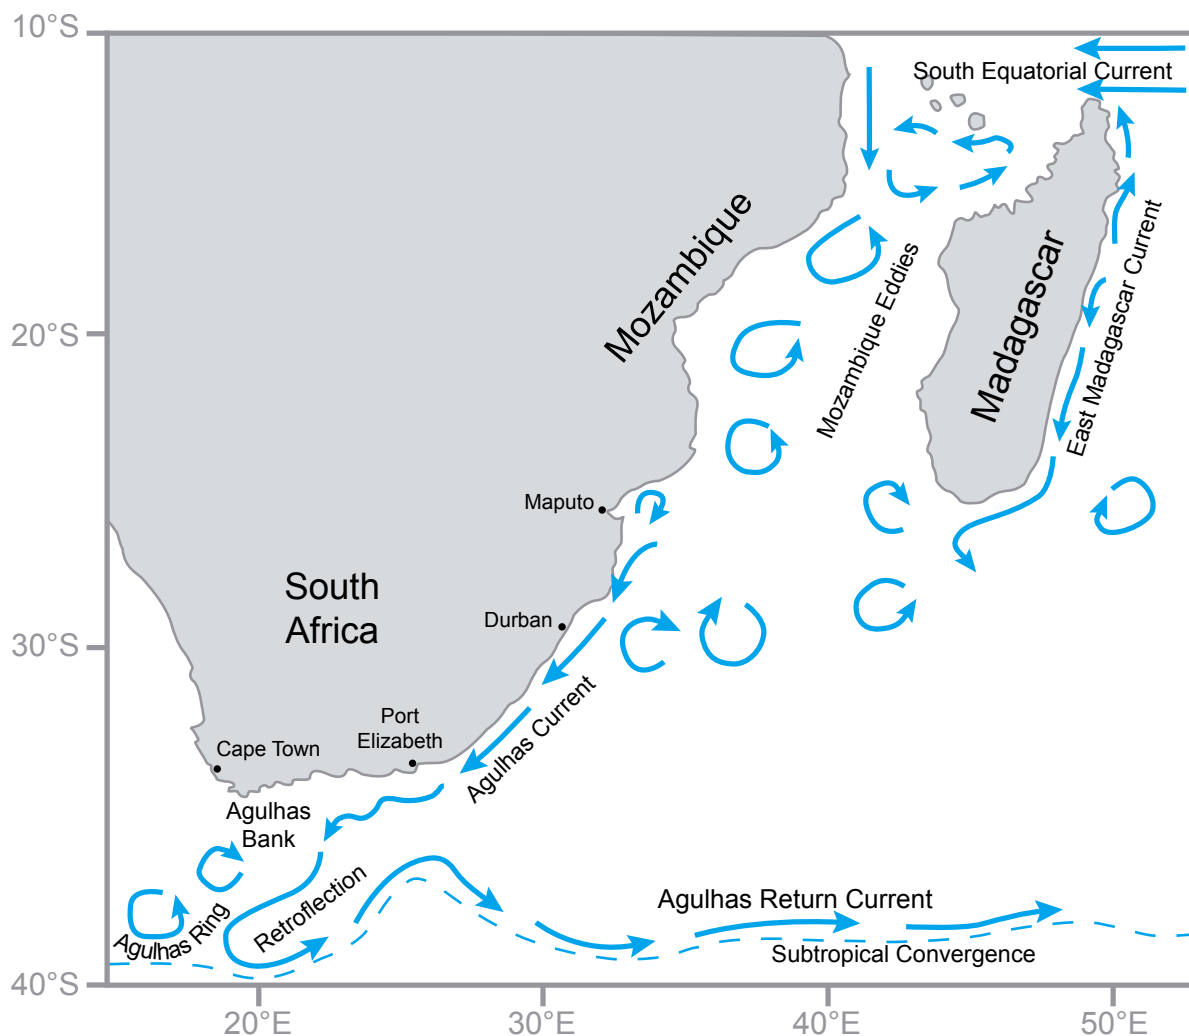 10°S
South Equatorial Current
Mozambique
Madagascar
East Madagascar Current
Mozambique Eddies
20°S
Maputo
South
Africa
Durban
30°S
Port
Elizabeth
Cape Town
Agulhas Current
Agulhas
Bank
Agulhas Ring
Retroflection
Agulhas Return Current
Subtropical Convergence
40°S
20°E
30°E
40°E
50°E